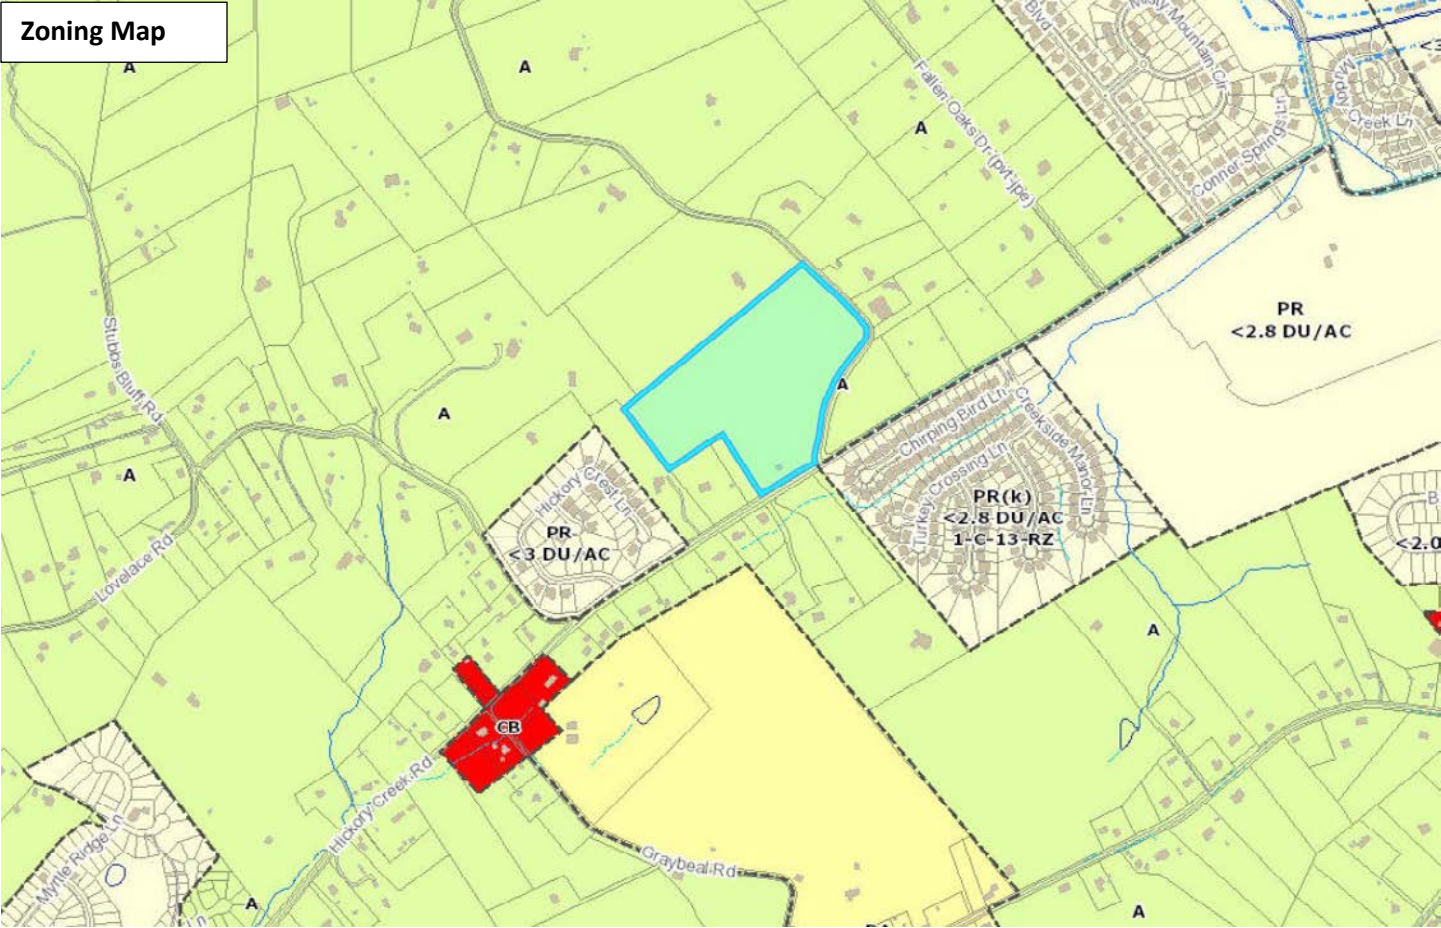 Zoning Map
A
A
A
Blvd
Misty Mountain Cir
Muddy Creek Ln
Conner Springs Ln
Fallen Oaks Dr (pvt-jpe)
PR
<2.8 DU/AC
Stubbs Bluff Rd
A
A
A
Chirping Bird Ln
Creekside Manor Ln
Turkey Crossing Ln
PR(k)
<2.8 DU/AC
1-C-13-RZ
Hickory Crest Ln
PR
<3 DU/AC
B
<2.0
Lovelace Rd
A
CB
Hickory Creek Rd
Myrtle Ridge Ln
Graybeal Rd
A
Ln
A